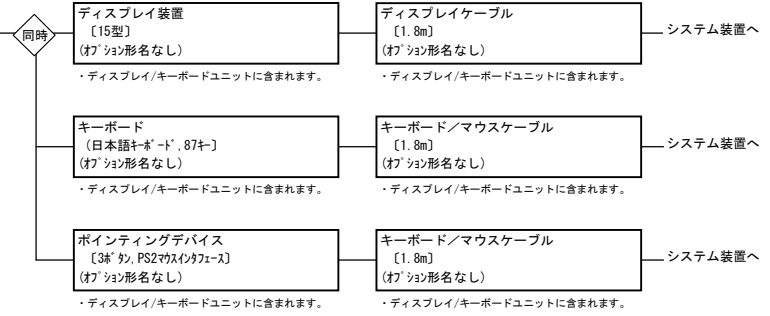 同時
ディスプレイ装置
〔15型〕
(ｵﾌﾟｼｮﾝ形名なし)
・ディスプレイ/キーボードユニットに含まれます。
ディスプレイケーブル
〔1.8m〕
(ｵﾌﾟｼｮﾝ形名なし)
・ディスプレイ/キーボードユニットに含まれます。
システム装置へ
キーボード
(日本語ｷｰﾎﾞｰﾄﾞ,87ｷｰ〕
(ｵﾌﾟｼｮﾝ形名なし)
・ディスプレイ/キーボードユニットに含まれます。
キーボード／マウスケーブル
〔1.8m〕
(ｵﾌﾟｼｮﾝ形名なし)
・ディスプレイ/キーボードユニットに含まれます。
システム装置へ
ポインティングデバイス
〔3ﾎﾞﾀﾝ,PS2ﾏｳｽｲﾝﾀﾌｪｰｽ〕
(ｵﾌﾟｼｮﾝ形名なし)
・ディスプレイ/キーボードユニットに含まれます。
キーボード／マウスケーブル
〔1.8m〕
(ｵﾌﾟｼｮﾝ形名なし)
・ディスプレイ/キーボードユニットに含まれます。
システム装置へ